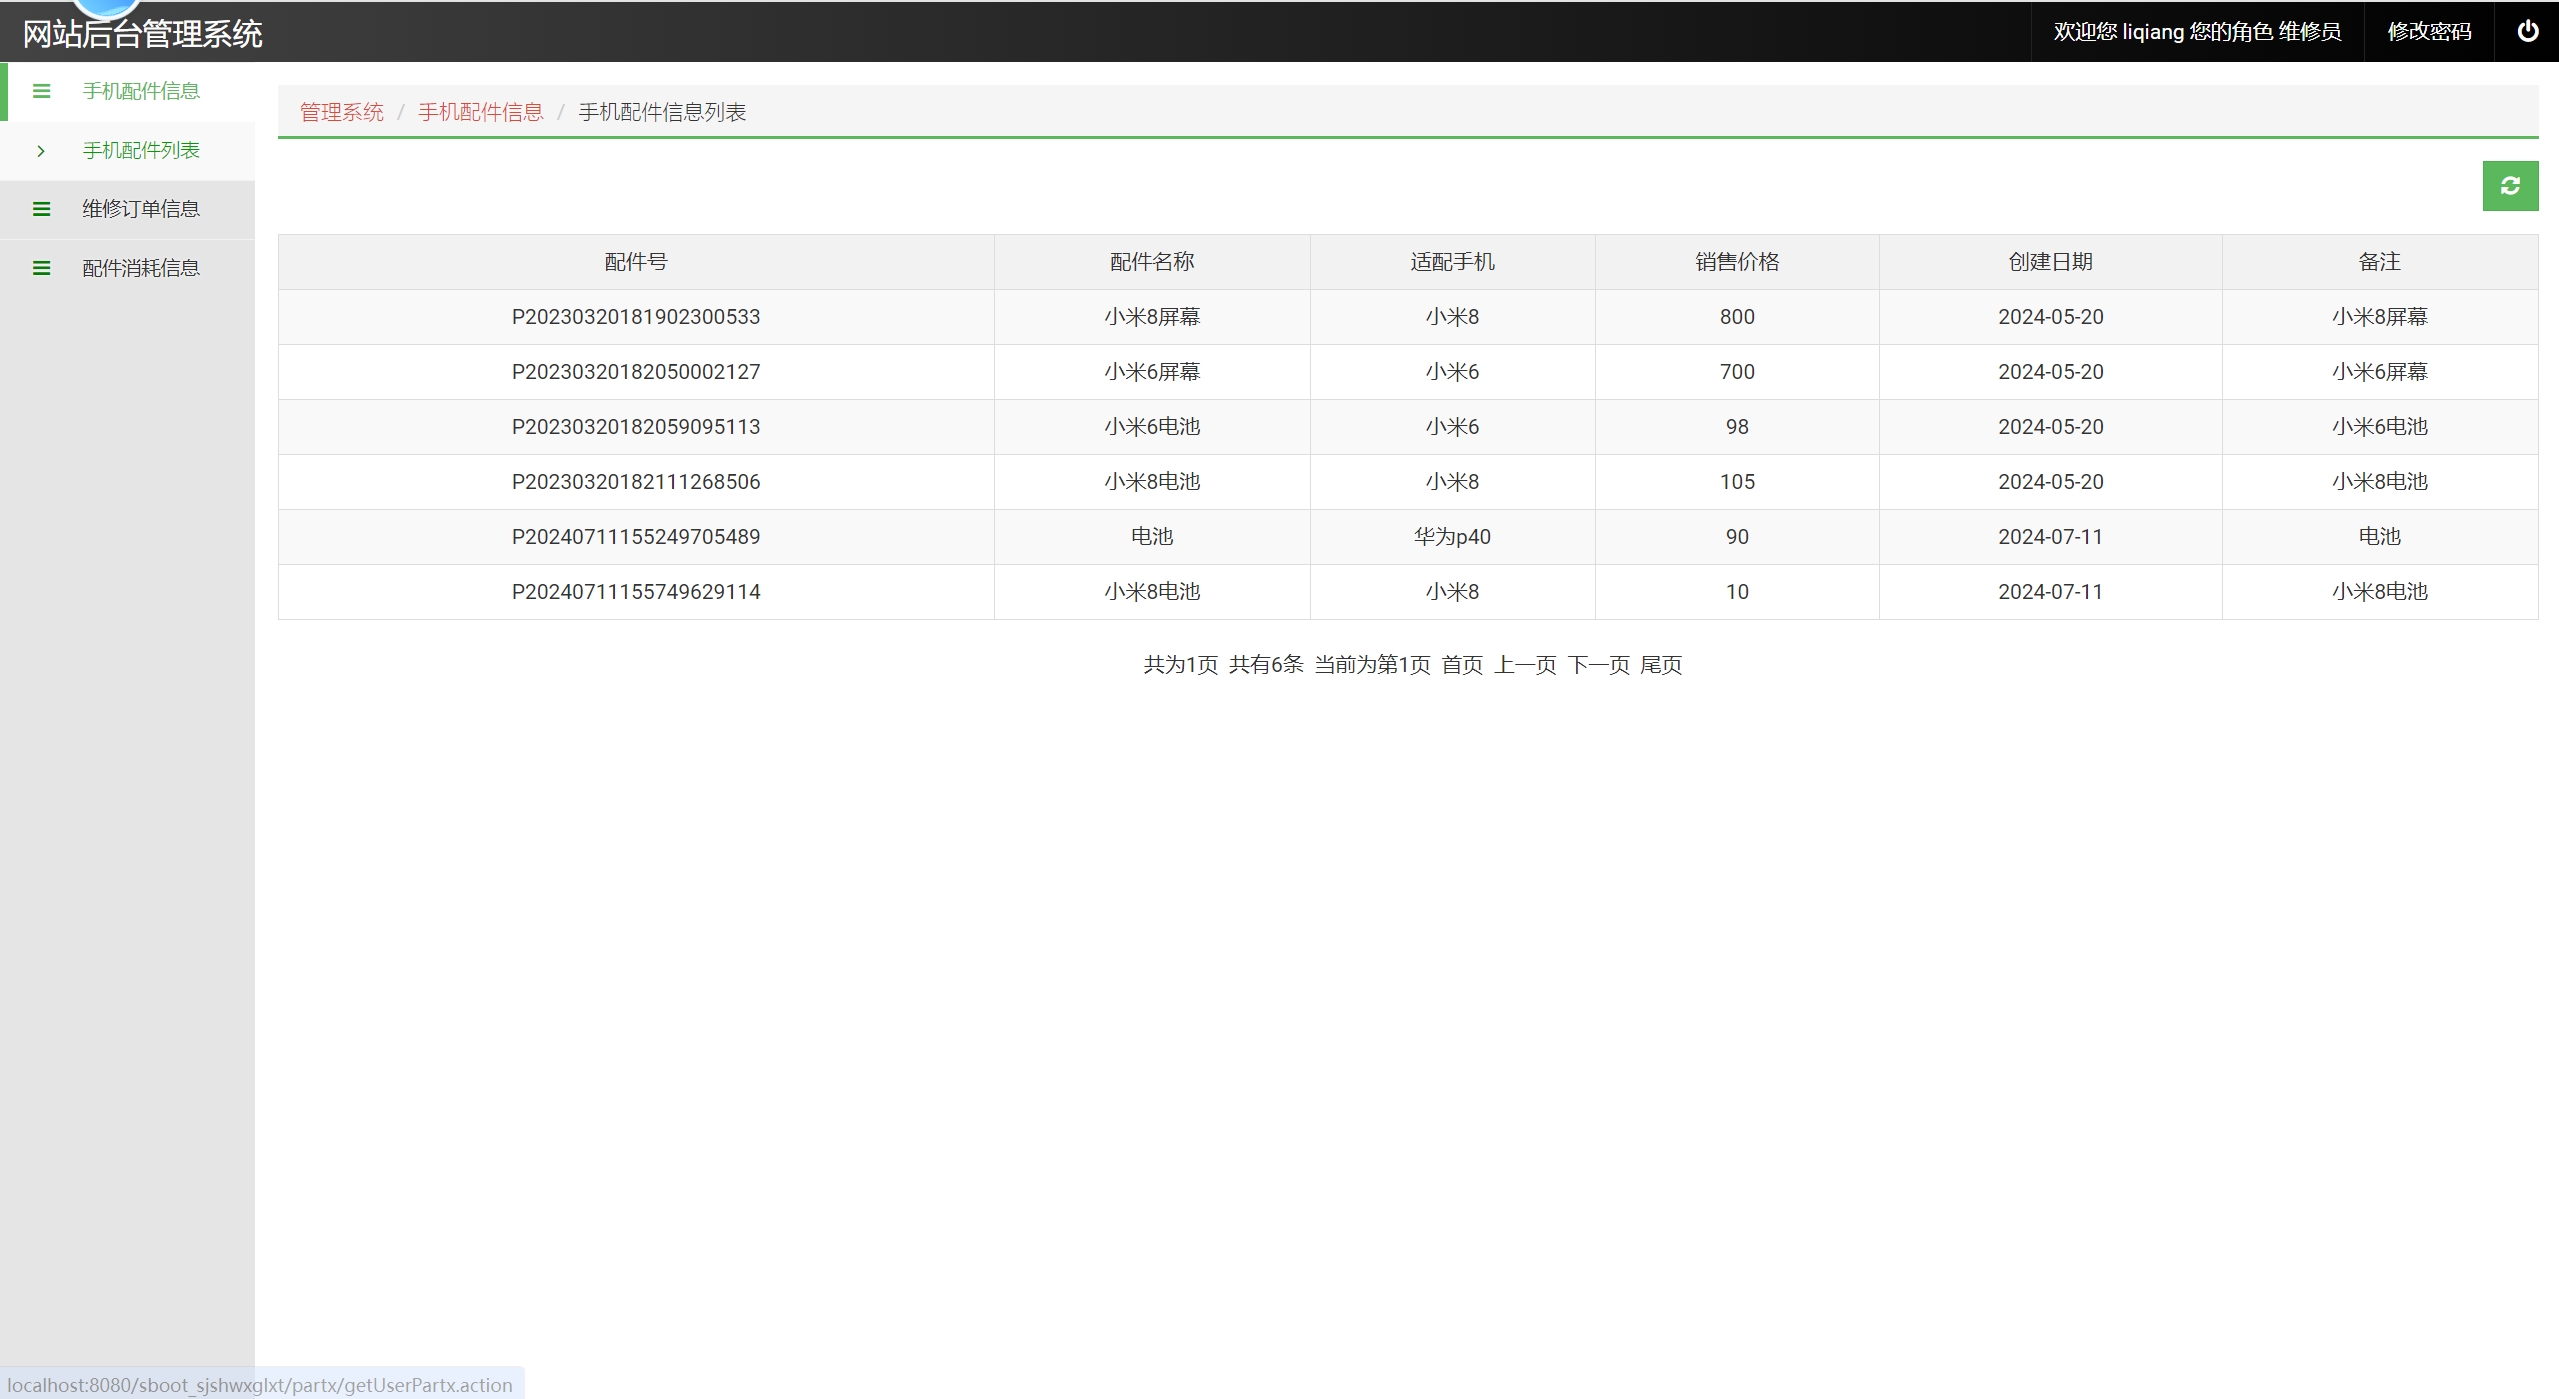 网站后台管理系统
欢迎您 liqiang 您的角色 维修员
修改密码
手机配件信息
手机配件列表
维修订单信息
配件消耗信息
管理系统 / 手机配件信息 / 手机配件信息列表
配件号 配件名称 适配手机 销售价格 创建日期 备注
P20230320181902300533 小米8屏幕 小米8 800 2024-05-20 小米8屏幕
P20230320182050002127 小米6屏幕 小米6 700 2024-05-20 小米6屏幕
P20230320182059095113 小米6电池 小米6 98 2024-05-20 小米6电池
P20230320182111268506 小米8电池 小米8 105 2024-05-20 小米8电池
P20240711155249705489 电池 华为p40 90 2024-07-11 电池
P20240711155749629114 小米8电池 小米8 10 2024-07-11 小米8电池
共为1页 共有6条 当前为第1页 首页 上一页 下一页 尾页
localhost:8080/sboot_sjshwxglxt/partx/getUserPartx.action